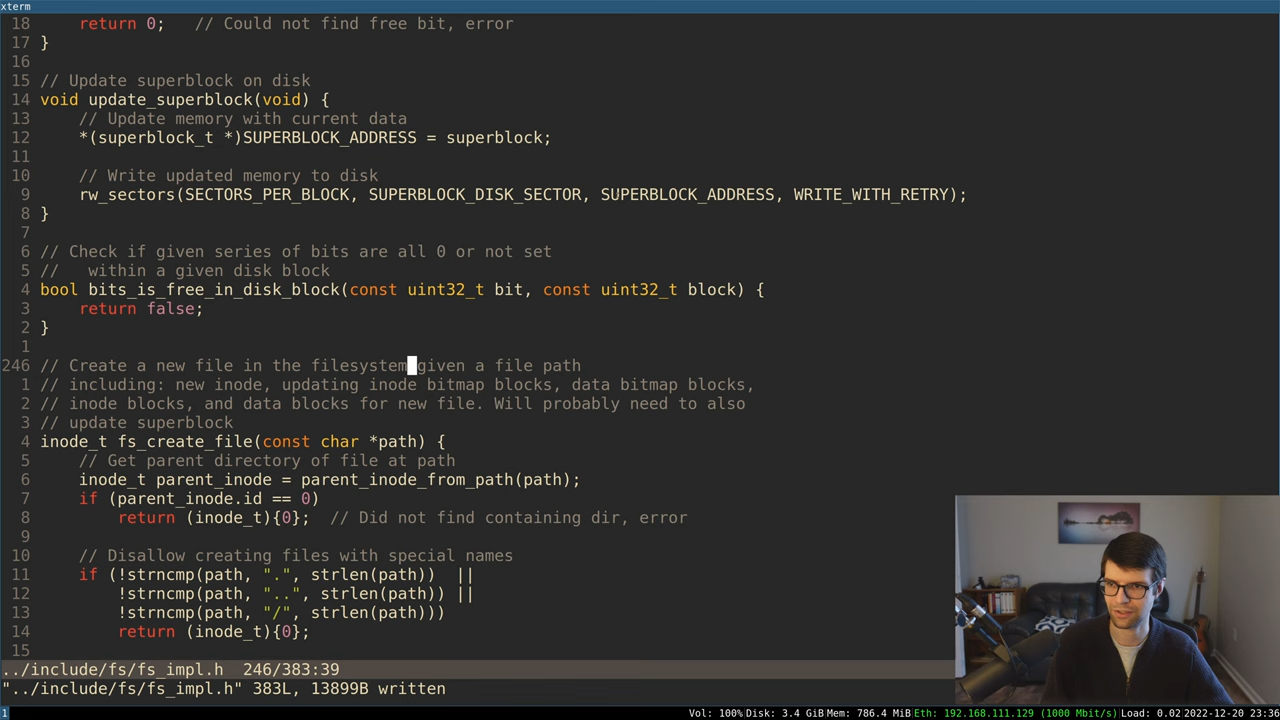 xterm
18     return 0;   // Could not find free bit, error
17 }
16
15 // Update superblock on disk
14 void update_superblock(void) {
13     // Update memory with current data
12     *(superblock_t *)SUPERBLOCK_ADDRESS = superblock;
11
10     // Write updated memory to disk
9     rw_sectors(SECTORS_PER_BLOCK, SUPERBLOCK_DISK_SECTOR, SUPERBLOCK_ADDRESS, WRITE_WITH_RETRY);
8 }
7
6 // Check if given series of bits are all 0 or not set
5 //   within a given disk block
4 bool bits_is_free_in_disk_block(const uint32_t bit, const uint32_t block) {
3     return false;
2 }
1
246 // Create a new file in the filesystem given a file path
1 // including: new inode, updating inode bitmap blocks, data bitmap blocks,
2 // inode blocks, and data blocks for new file. Will probably need to also
3 // update superblock
4 inode_t fs_create_file(const char *path) {
5     // Get parent directory of file at path
6     inode_t parent_inode = parent_inode_from_path(path);
7     if (parent_inode.id == 0)
8         return (inode_t){0};  // Did not find containing dir, error
9
10     // Disallow creating files with special names
11     if (!strncmp(path, ".", strlen(path))  ||
12         !strncmp(path, "..", strlen(path)) ||
13         !strncmp(path, "/", strlen(path)))
14         return (inode_t){0};
15
../include/fs/fs_impl.h  246/383:39
"../include/fs/fs_impl.h" 383L, 13899B written
1 Vol: 100% Disk: 3.4 GiB Mem: 786.4 MiB Eth: 192.168.111.129 (1000 Mbit/s) Load: 0.02 2022-12-20 23:36